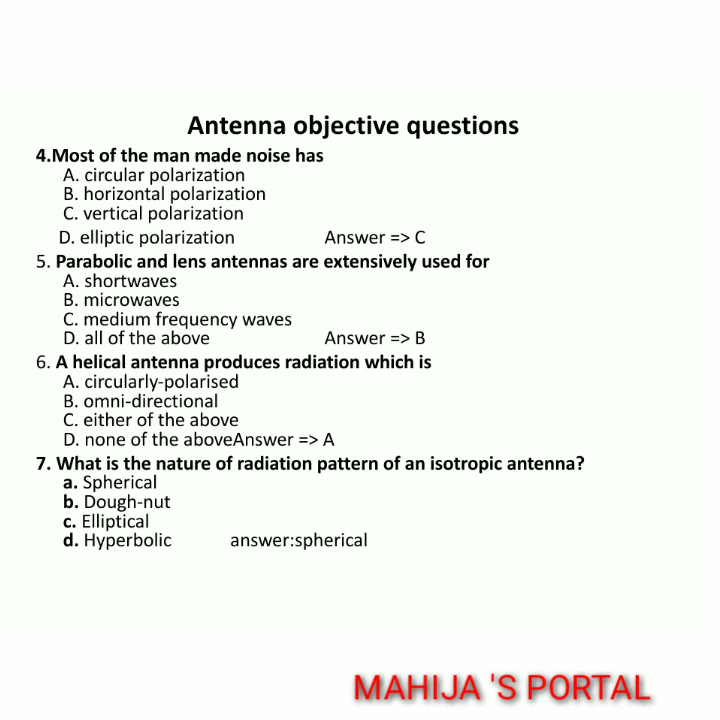 Antenna objective questions
4.Most of the man made noise has
A. circular polarization
B. horizontal polarization
C. vertical polarization
D. elliptic polarization Answer => C
5. Parabolic and lens antennas are extensively used for
A. shortwaves
B. microwaves
C. medium frequency waves
D. all of the above Answer => B
6. A helical antenna produces radiation which is
A. circularly-polarised
B. omni-directional
C. either of the above
D. none of the aboveAnswer => A
7. What is the nature of radiation pattern of an isotropic antenna?
a. Spherical
b. Dough-nut
c. Elliptical
d. Hyperbolic answer:spherical
MAHIJA 'S PORTAL